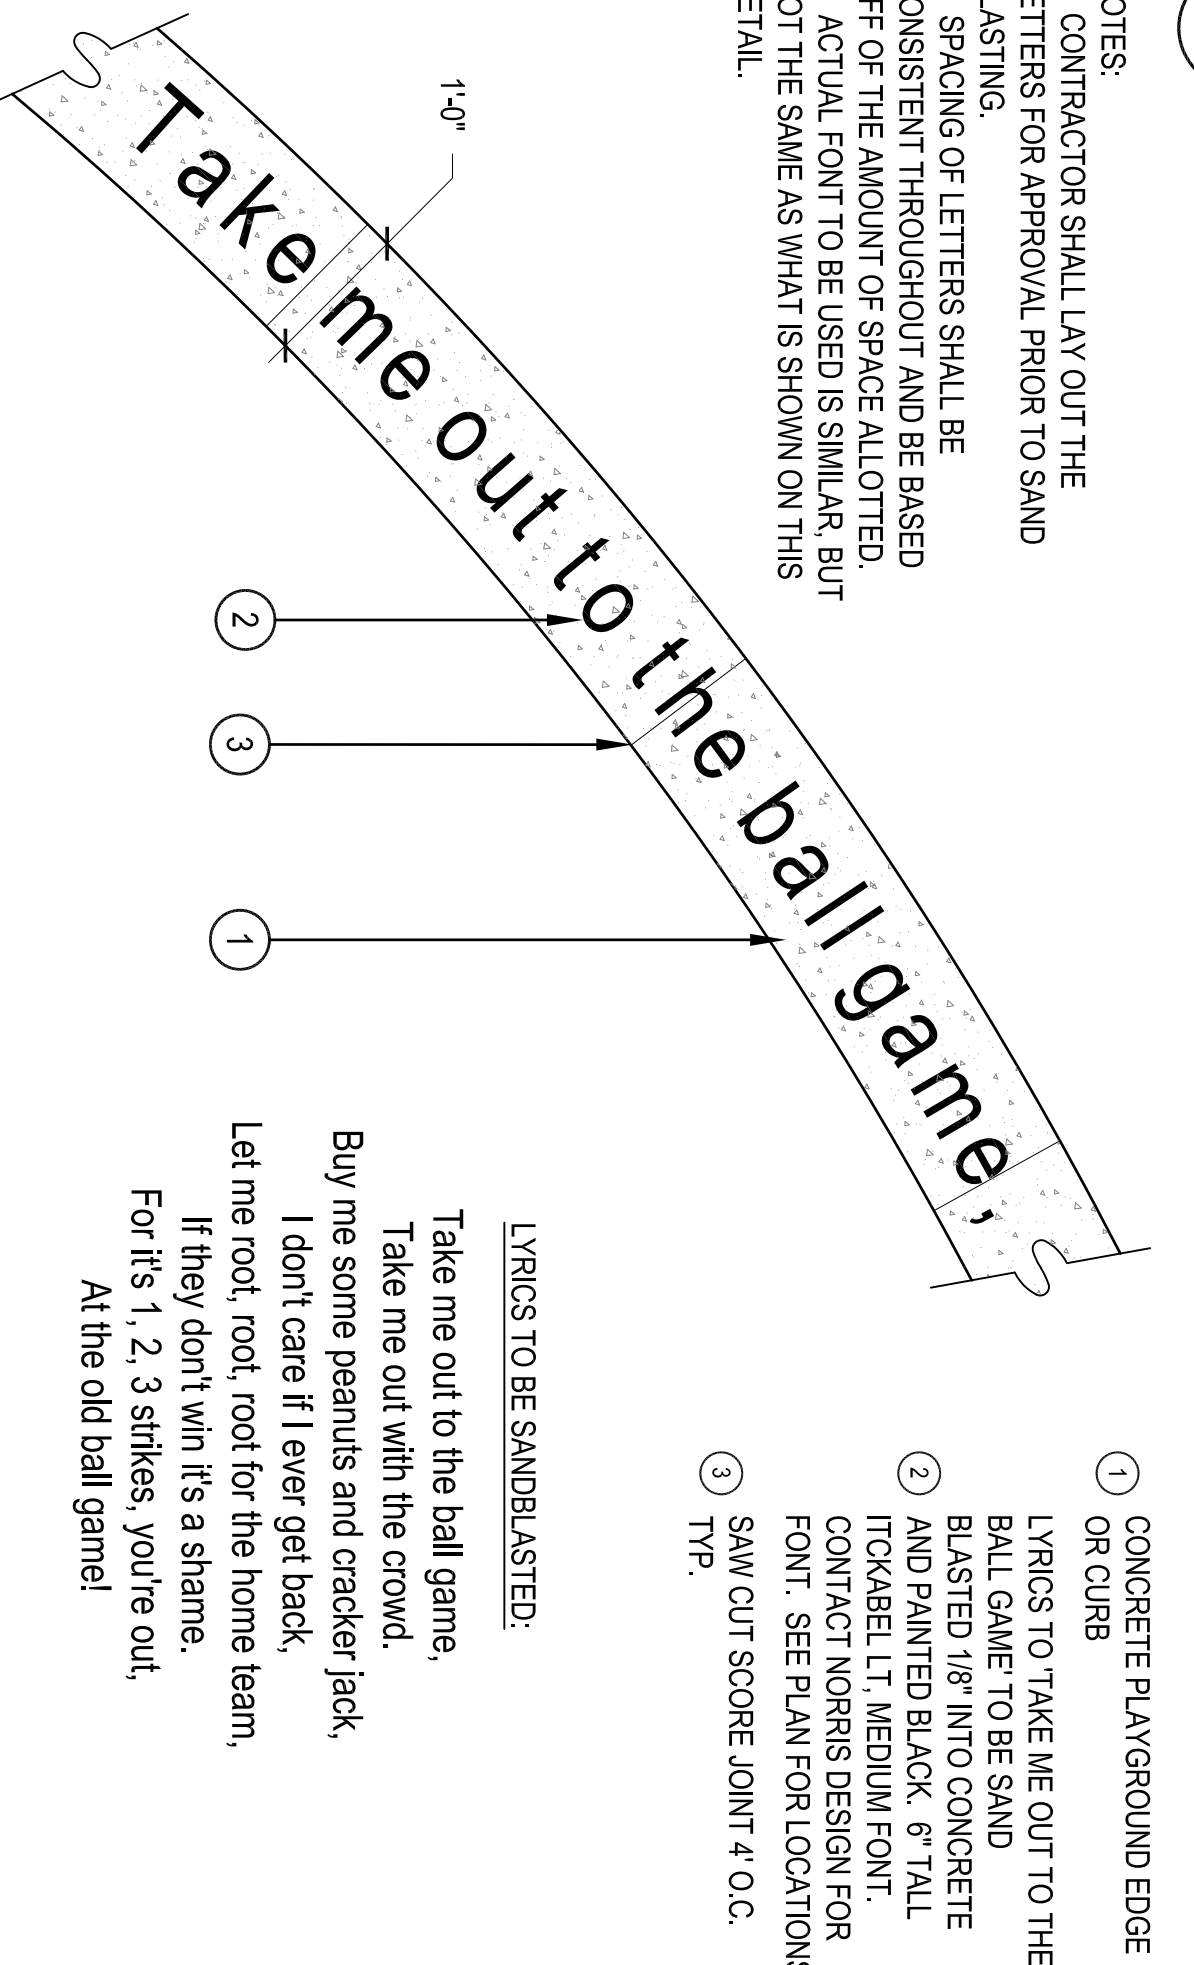 OTES:
CONTRACTOR SHALL LAY OUT THE
ETTERS FOR APPROVAL PRIOR TO SAND
LASTING.
SPACING OF LETTERS SHALL BE
ONSISTENT THROUGHOUT AND BE BASED
FF OF THE AMOUNT OF SPACE ALLOTTED.
ACTUAL FONT TO BE USED IS SIMILAR, BUT
OT THE SAME AS WHAT IS SHOWN ON THIS
ETAIL.
1'-0"
Take me out to the ball game,
2
3
1
1 CONCRETE PLAYGROUND EDGE
OR CURB
2 LYRICS TO 'TAKE ME OUT TO THE
BALL GAME' TO BE SAND
BLASTED 1/8" INTO CONCRETE
AND PAINTED BLACK. 6" TALL
ITCKABEL LT, MEDIUM FONT.
CONTACT NORRIS DESIGN FOR
FONT. SEE PLAN FOR LOCATIONS
3 SAW CUT SCORE JOINT 4' O.C.
TYP.
LYRICS TO BE SANDBLASTED:
Take me out to the ball game,
Take me out with the crowd.
Buy me some peanuts and cracker jack,
I don't care if I ever get back,
Let me root, root, root for the home team,
If they don't win it's a shame.
For it's 1, 2, 3 strikes, you're out,
At the old ball game!